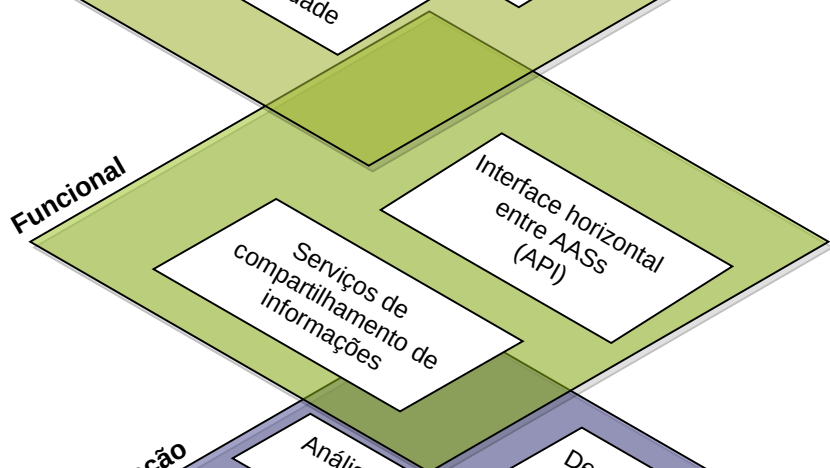 Funcional
Interface horizontal
entre AASs
(API)
Serviços de
compartilhamento de
informações